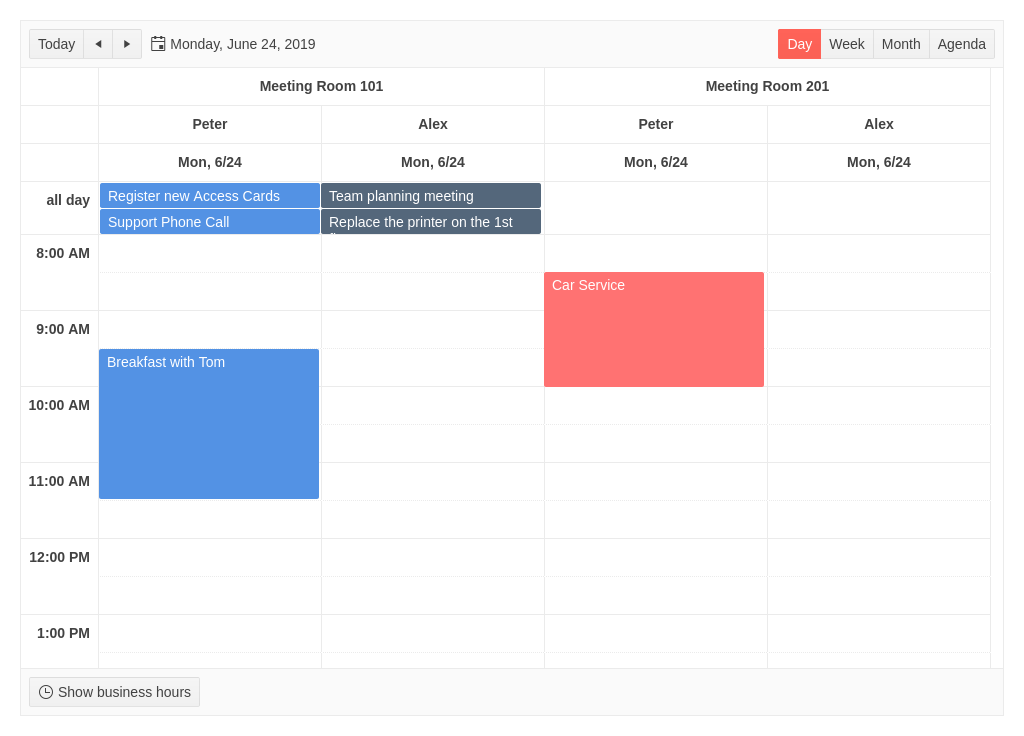 Today Monday, June 24, 2019 Day Week Month Agenda
Meeting Room 101 Meeting Room 201
Peter Alex Peter Alex
Mon, 6/24 Mon, 6/24 Mon, 6/24 Mon, 6/24
all day Register new Access Cards Team planning meeting
Support Phone Call Replace the printer on the 1st
8:00 AM
Car Service
9:00 AM
Breakfast with Tom
10:00 AM
11:00 AM
12:00 PM
1:00 PM
Show business hours